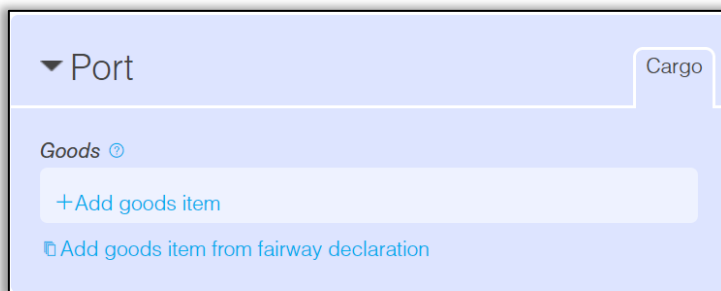 Port
Cargo
Goods
+Add goods item
Add goods item from fairway declaration